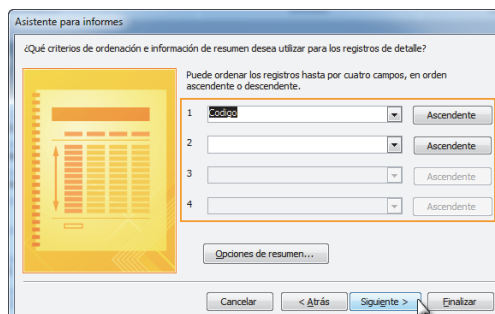 Asistente para informes
¿Qué criterios de ordenación e información de resumen desea utilizar para los registros de detalle?
Puede ordenar los registros hasta por cuatro campos, en orden
ascendente o descendente.
1 Codigo Ascendente
2 Ascendente
3 Ascendente
4 Ascendente
Opciones de resumen...
Cancelar < Atrás Siguiente > Finalizar